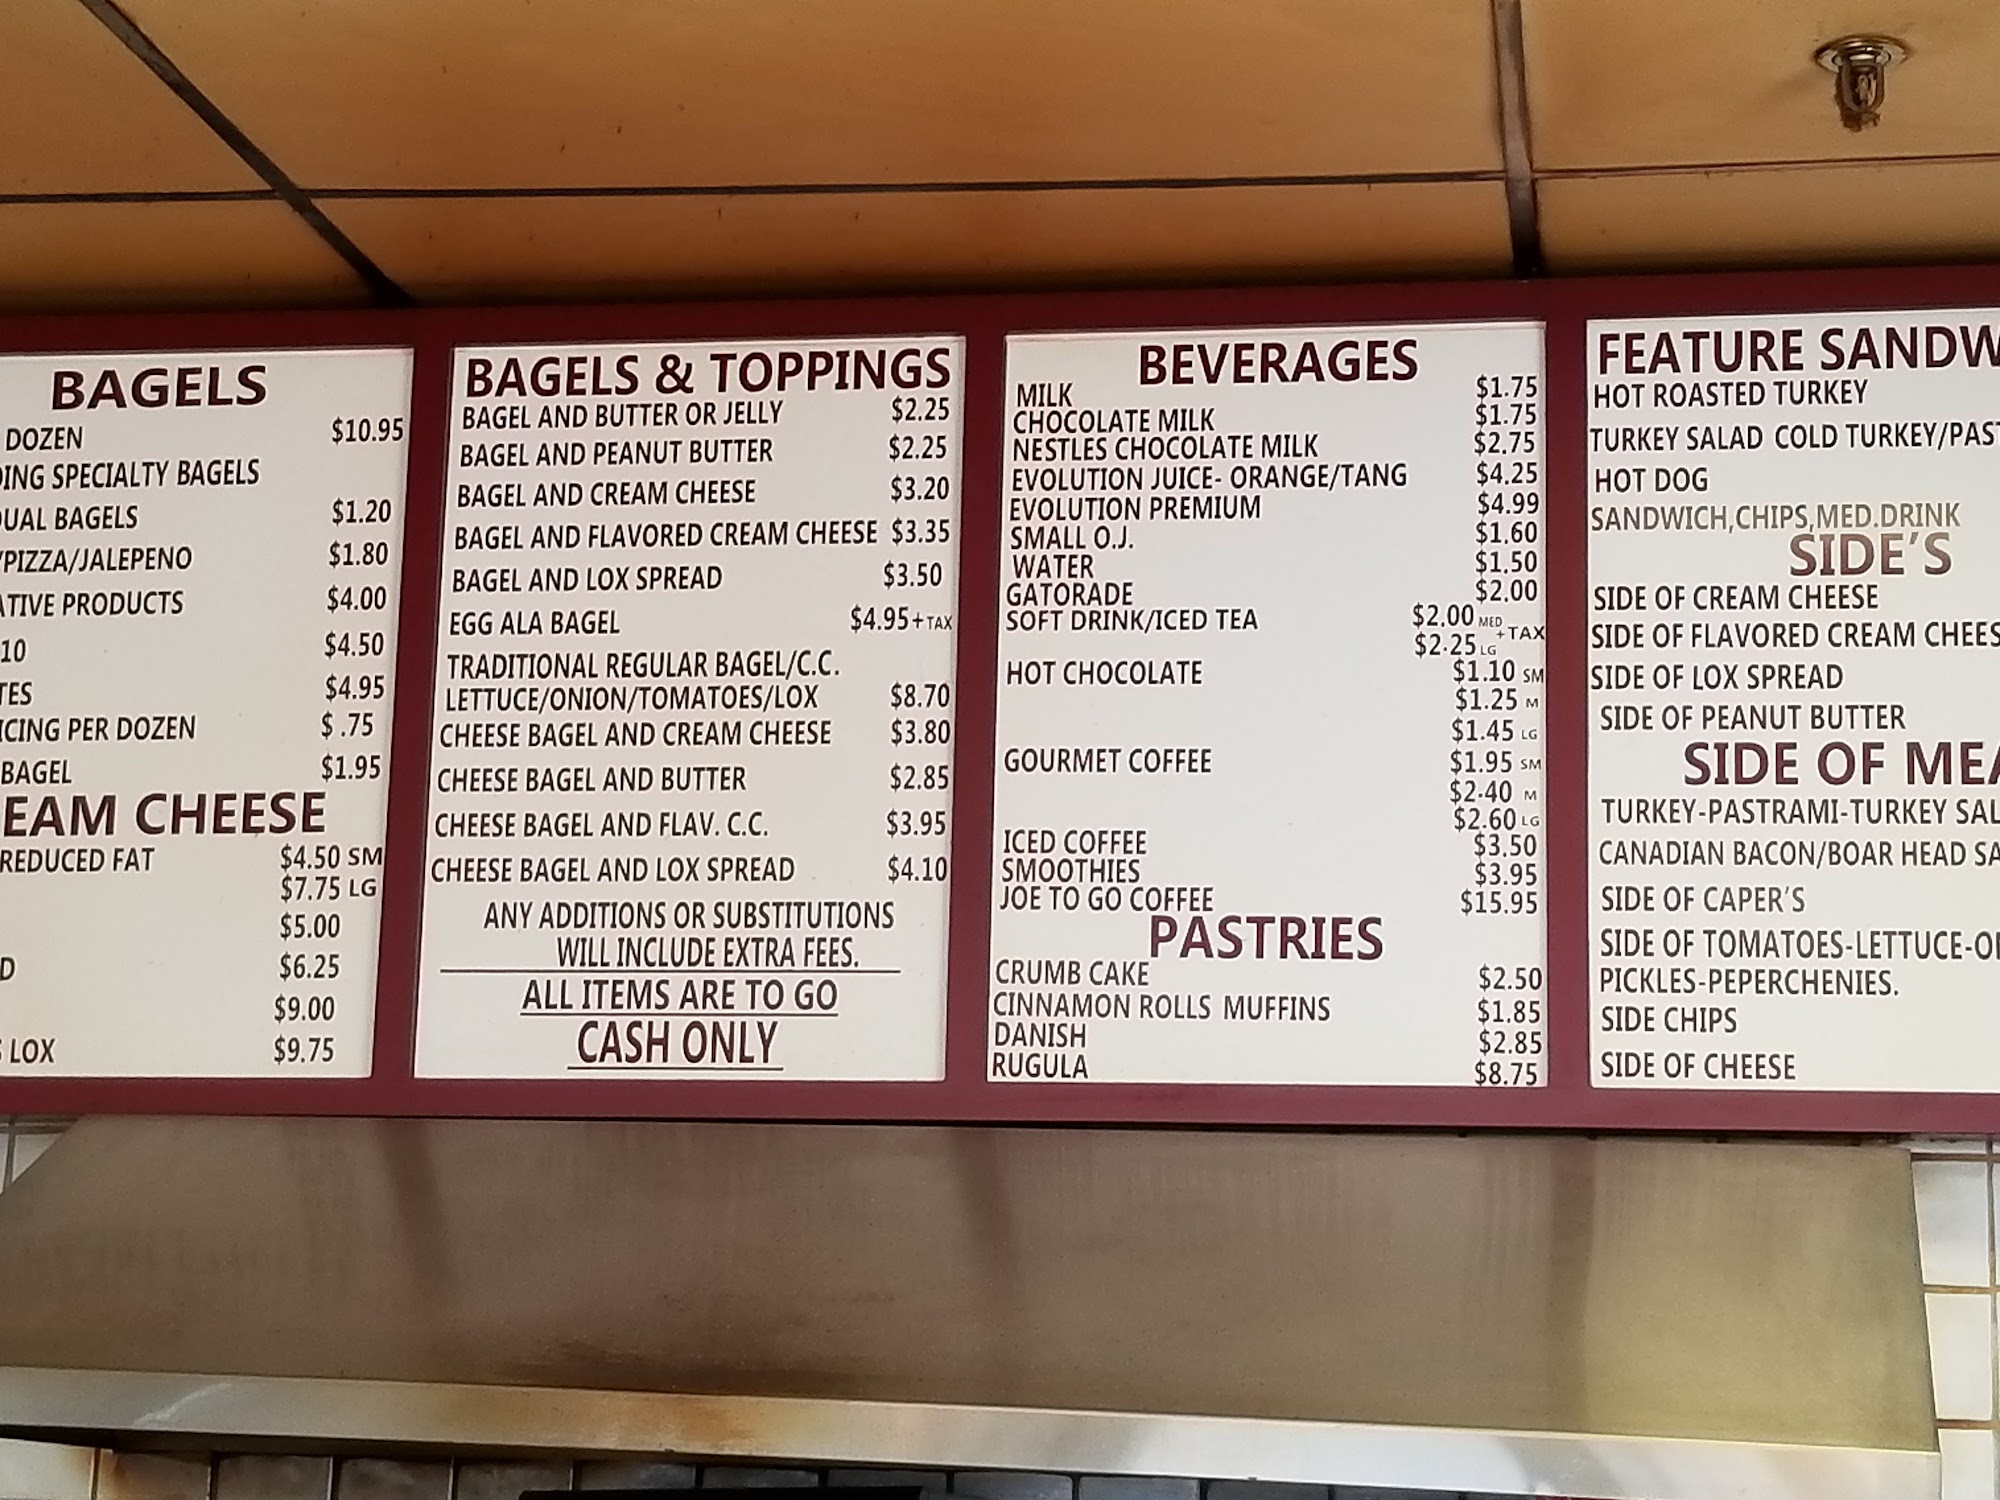 BAGELS
DOZEN $10.95
SPECIALTY BAGELS
BAGELS $1.20
/PIZZA/JALEPENO $1.80
PRODUCTS $4.00
10 $4.50
$4.95
PER DOZEN $ .75
BAGEL $1.95
CHEESE
REDUCED FAT $4.50 SM
$7.75 LG
$5.00
$6.25
$9.00
LOX $9.75
BAGELS & TOPPINGS
BAGEL AND BUTTER OR JELLY $2.25
BAGEL AND PEANUT BUTTER $2.25
BAGEL AND CREAM CHEESE $3.20
BAGEL AND FLAVORED CREAM CHEESE $3.35
BAGEL AND LOX SPREAD $3.50
EGG ALA BAGEL $4.95+TAX
TRADITIONAL REGULAR BAGEL/C.C.
LETTUCE/ONION/TOMATOES/LOX $8.70
CHEESE BAGEL AND CREAM CHEESE $3.80
CHEESE BAGEL AND BUTTER $2.85
CHEESE BAGEL AND FLAV. C.C. $3.95
CHEESE BAGEL AND LOX SPREAD $4.10
ANY ADDITIONS OR SUBSTITUTIONS
WILL INCLUDE EXTRA FEES.
ALL ITEMS ARE TO GO
CASH ONLY
BEVERAGES
MILK $1.75
CHOCOLATE MILK $1.75
NESTLES CHOCOLATE MILK $2.75
EVOLUTION JUICE- ORANGE/TANG $4.25
EVOLUTION PREMIUM $4.99
SMALL O.J. $1.60
WATER $1.50
GATORADE $2.00
SOFT DRINK/ICED TEA $2.00 MED
$2.25 LG +TAX
HOT CHOCOLATE $1.10 SM
$1.25 M
$1.45 LG
GOURMET COFFEE $1.95 SM
$2.40 M
$2.60 LG
ICED COFFEE $3.50
SMOOTHIES $3.95
JOE TO GO COFFEE $15.95
PASTRIES
CRUMB CAKE $2.50
CINNAMON ROLLS MUFFINS $1.85
DANISH $2.85
RUGULA $8.75
FEATURE SANDW
HOT ROASTED TURKEY
TURKEY SALAD COLD TURKEY/PAS
HOT DOG
SANDWICH,CHIPS,MED.DRINK
SIDE'S
SIDE OF CREAM CHEESE
SIDE OF FLAVORED CREAM CHEES
SIDE OF LOX SPREAD
SIDE OF PEANUT BUTTER
SIDE OF MEA
TURKEY-PASTRAMI-TURKEY SAL
CANADIAN BACON/BOAR HEAD SA
SIDE OF CAPER'S
SIDE OF TOMATOES-LETTUCE-O
PICKLES-PEPERCHENIES.
SIDE CHIPS
SIDE OF CHEESE